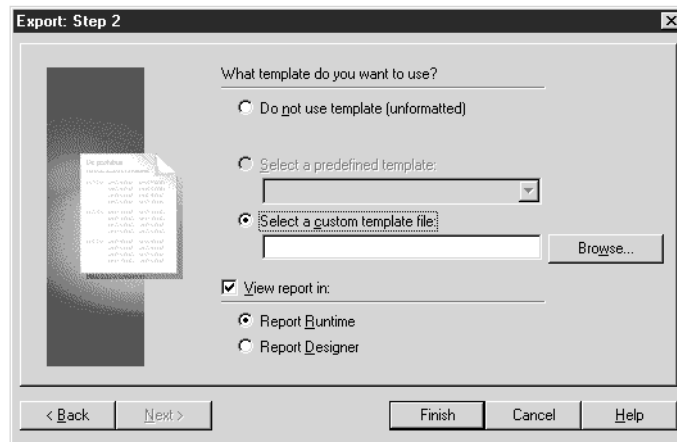 Export: Step 2
What template do you want to use?
Do not use template (unformatted)
Select a predefined template:
Select a custom template file:
Browse...
View report in:
Report Runtime
Report Designer
< Back
Next >
Finish
Cancel
Help